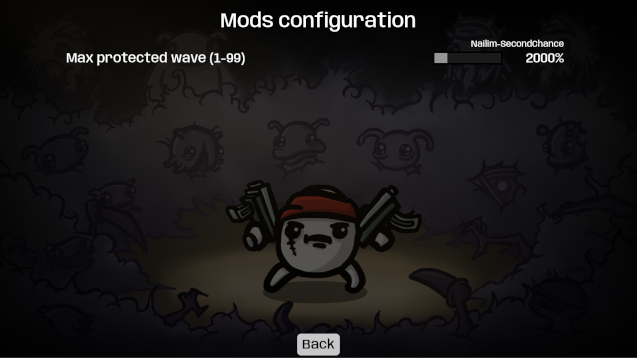 Mods configuration
Nailim-SecondChance
Max protected wave (1-99)
2000%
Back